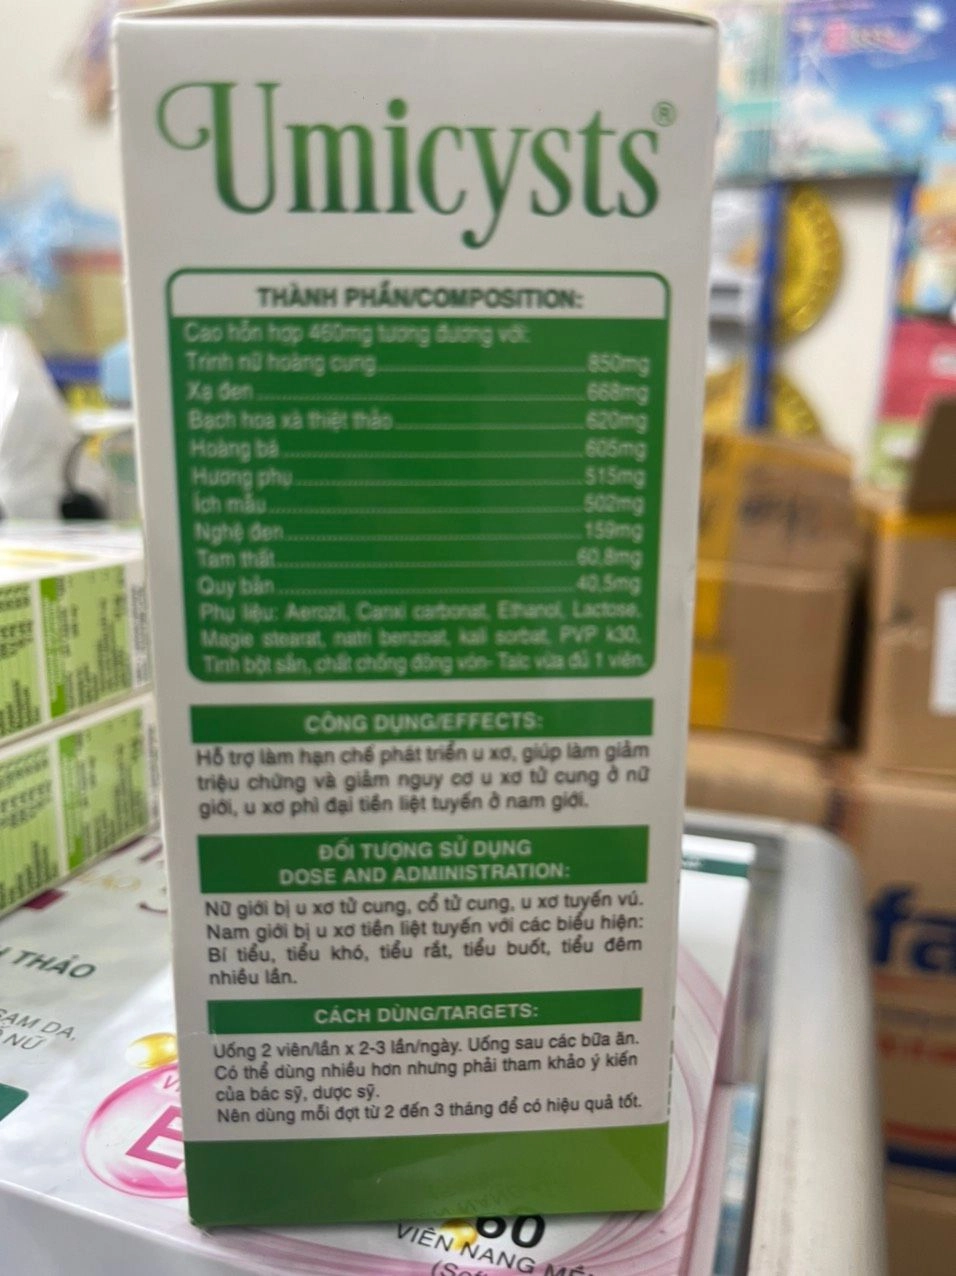 Umicysts®
THÀNH PHẦN/COMPOSITION:
Cao hỗn hợp 460mg tương đương với:
Trinh nữ hoàng cung 850mg
Xạ đen 668mg
Bạch hoa xà thiệt thảo 620mg
Hoàng bá 605mg
Hương phụ 515mg
Ích mẫu 502mg
Nghệ đen 159mg
Tam thất 60,8mg
Quy bản 40,5mg
Phụ liệu: Aerozil, Canxi carbonat, Ethanol, Lactose,
Magie stearat, natri benzoat, kali sorbat, PVP k30,
Tinh bột sắn, chất chống đông vón- Talc vừa đủ 1 viên.
CÔNG DỤNG/EFFECTS:
Hỗ trợ làm hạn chế phát triển u xơ, giúp làm giảm
triệu chứng và giảm nguy cơ u xơ tử cung ở nữ
giới, u xơ phì đại tiền liệt tuyến ở nam giới.
ĐỐI TƯỢNG SỬ DỤNG
DOSE AND ADMINISTRATION:
Nữ giới bị u xơ tử cung, cổ tử cung, u xơ tuyến vú.
Nam giới bị u xơ tiền liệt tuyến với các biểu hiện:
Bí tiểu, tiểu khó, tiểu rắt, tiểu buốt, tiểu đêm
nhiều lần.
CÁCH DÙNG/TARGETS:
Uống 2 viên/lần x 2-3 lần/ngày. Uống sau các bữa ăn.
Có thể dùng nhiều hơn nhưng phải tham khảo ý kiến
của bác sỹ, dược sỹ.
Nên dùng mỗi đợt từ 2 đến 3 tháng để có hiệu quả tốt.
THẢO
SẠM DA,
NỮ
VI
E
60
VIÊN NANG MỀ
fa